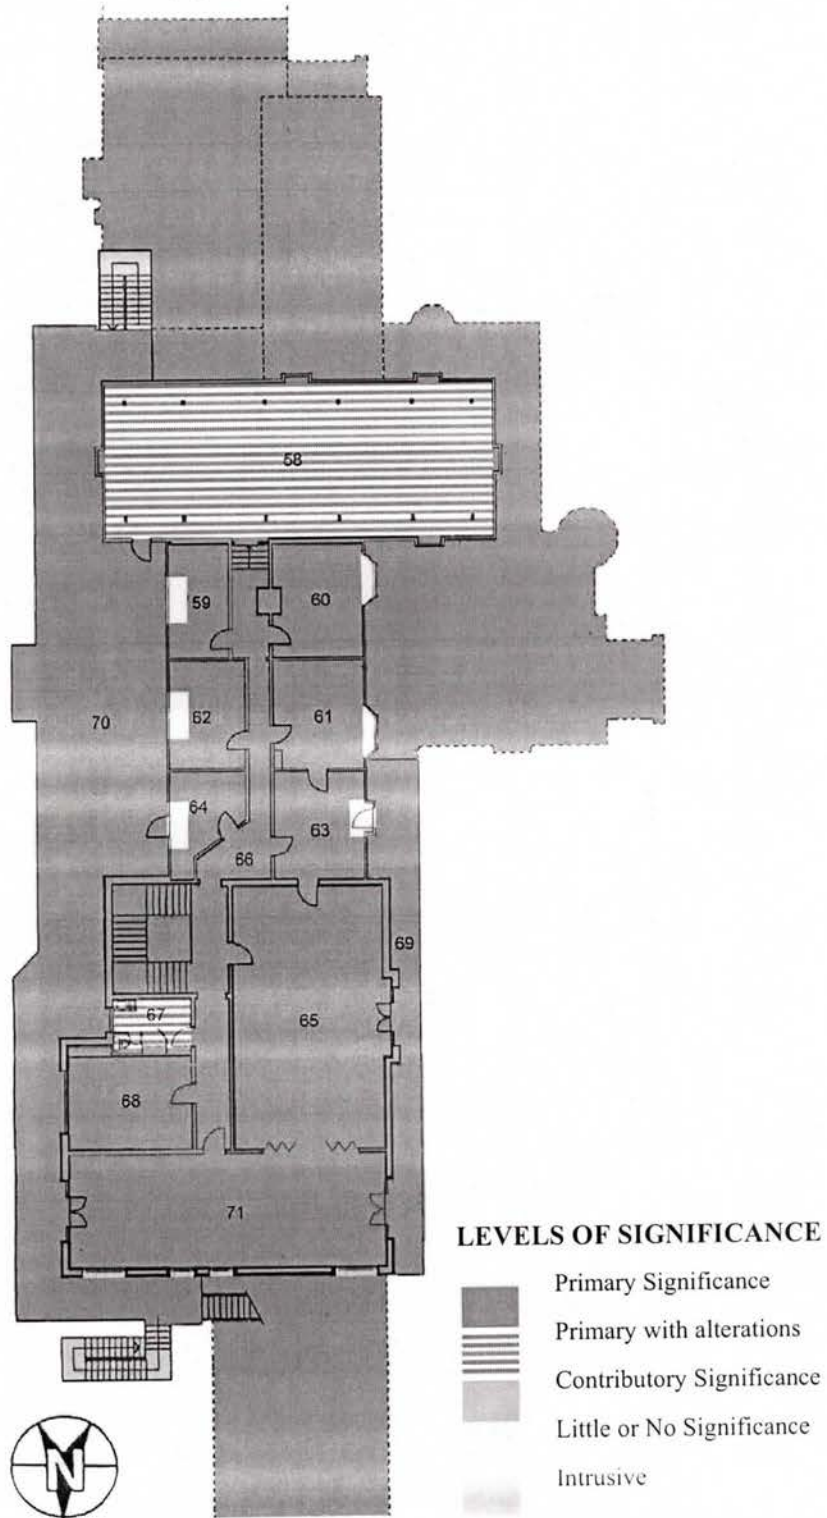 58
59
60
62
61
70
64
63
66
69
67
65
68
71
LEVELS OF SIGNIFICANCE
Primary Significance
Primary with alterations
Contributory Significance
Little or No Significance
Intrusive
N